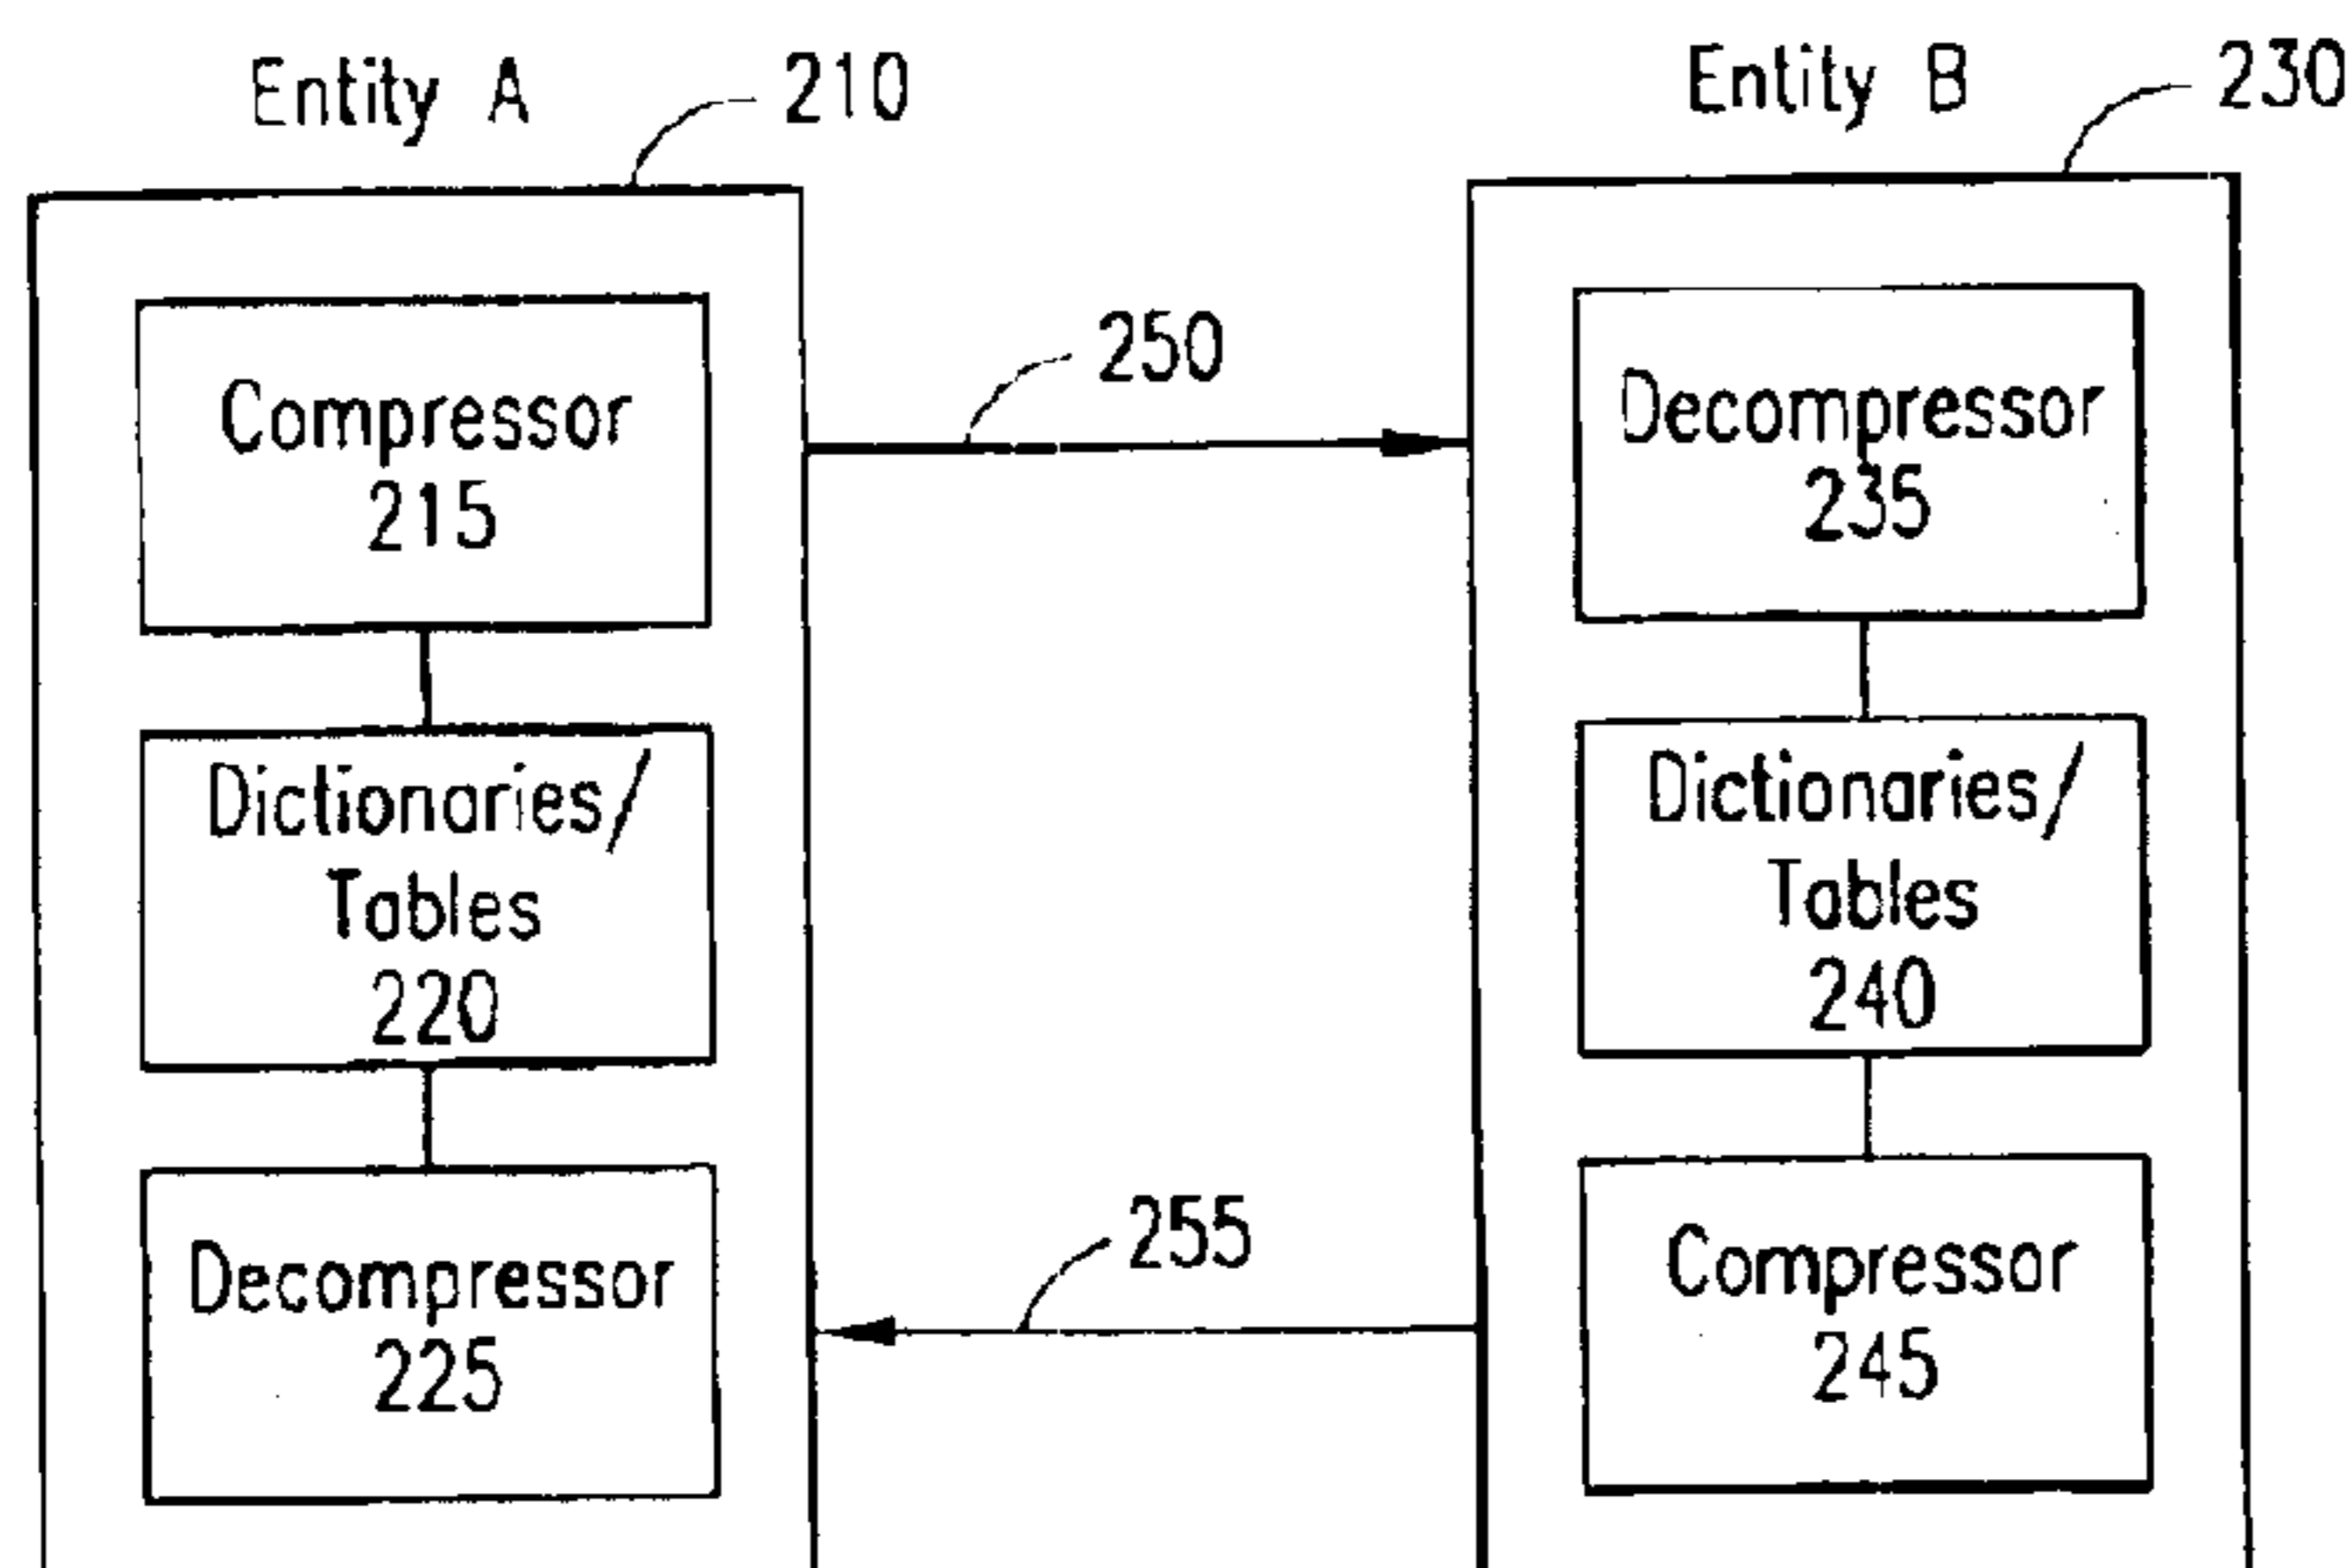 Entity A
210
Compressor
215
Dictionaries/
Tables
220
Decompressor
225
250
255
Entity B
230
Decompressor
235
Dictionaries/
Tables
240
Compressor
245